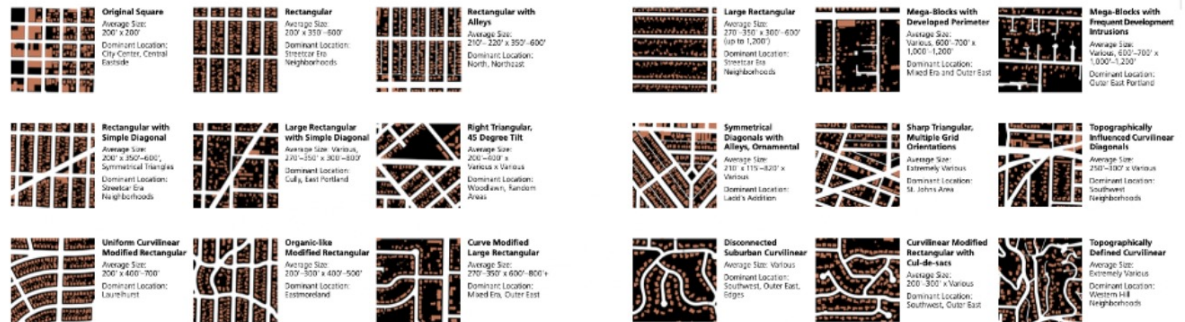 Original Square
Average Size:
200' x 200'
Dominant Location:
City Center, Central
Eastside
Rectangular
Average Size:
200' x 350'-600'
Dominant Location:
Streetcar Era
Neighborhoods
Rectangular with
Alleys
Average Size:
210'- 220' x 350'-600'
Dominant Location:
North, Northeast
Large Rectangular
Average Size:
270'-350' x 300'-600'
(up to 1,200')
Dominant Location:
Streetcar Era
Neighborhoods
Mega-Blocks with
Developed Perimeter
Average Size:
Various, 600'-700' x
1,000'-1,200'
Dominant Location:
Mixed Era and Outer East
Mega-Blocks with
Frequent Development
Intrusions
Average Size:
Various, 600'-700' x
1,000'-1,200'
Dominant Location:
Outer East Portland
Rectangular with
Simple Diagonal
Average Size:
200' x 350'-600',
Symmetrical Triangles
Dominant Location:
Streetcar Era
Neighborhoods
Large Rectangular
with Simple Diagonal
Average Size: Various,
270'-350' x 300'-800'
Dominant Location:
Cully, East Portland
Right Triangular,
45 Degree Tilt
Average Size:
200'-400' x
Various x Various
Dominant Location:
Woodlawn, Random
Areas
Symmetrical
Diagonals with
Alleys, Ornamental
Average Size:
210' x 115'-820' x
Various
Dominant Location:
Ladd's Addition
Sharp Triangular,
Multiple Grid
Orientations
Average Size:
Extremely Various
Dominant Location:
St. Johns Area
Topographically
Influenced Curvilinear
Diagonals
Average Size:
250'-300' x Various
Dominant Location:
Southwest
Neighborhoods
Uniform Curvilinear
Modified Rectangular
Average Size:
200' x 400'-700'
Dominant Location:
Laurelhurst
Organic-like
Modified Rectangular
Average Size:
200'-300' x 400'-500'
Dominant Location:
Eastmoreland
Curve Modified
Large Rectangular
Average Size:
270'-350' x 600'-800'+
Dominant Location:
Mixed Era, Outer East
Disconnected
Suburban Curvilinear
Average Size: Various
Dominant Location:
Southwest, Outer East,
Edges
Curvilinear Modified
Rectangular with
Cul-de-sacs
Average Size:
200'-300' x Various
Dominant Location:
Southwest, Outer East
Topographically
Defined Curvilinear
Average Size:
Extremely Various
Dominant Location:
Western Hill
Neighborhoods